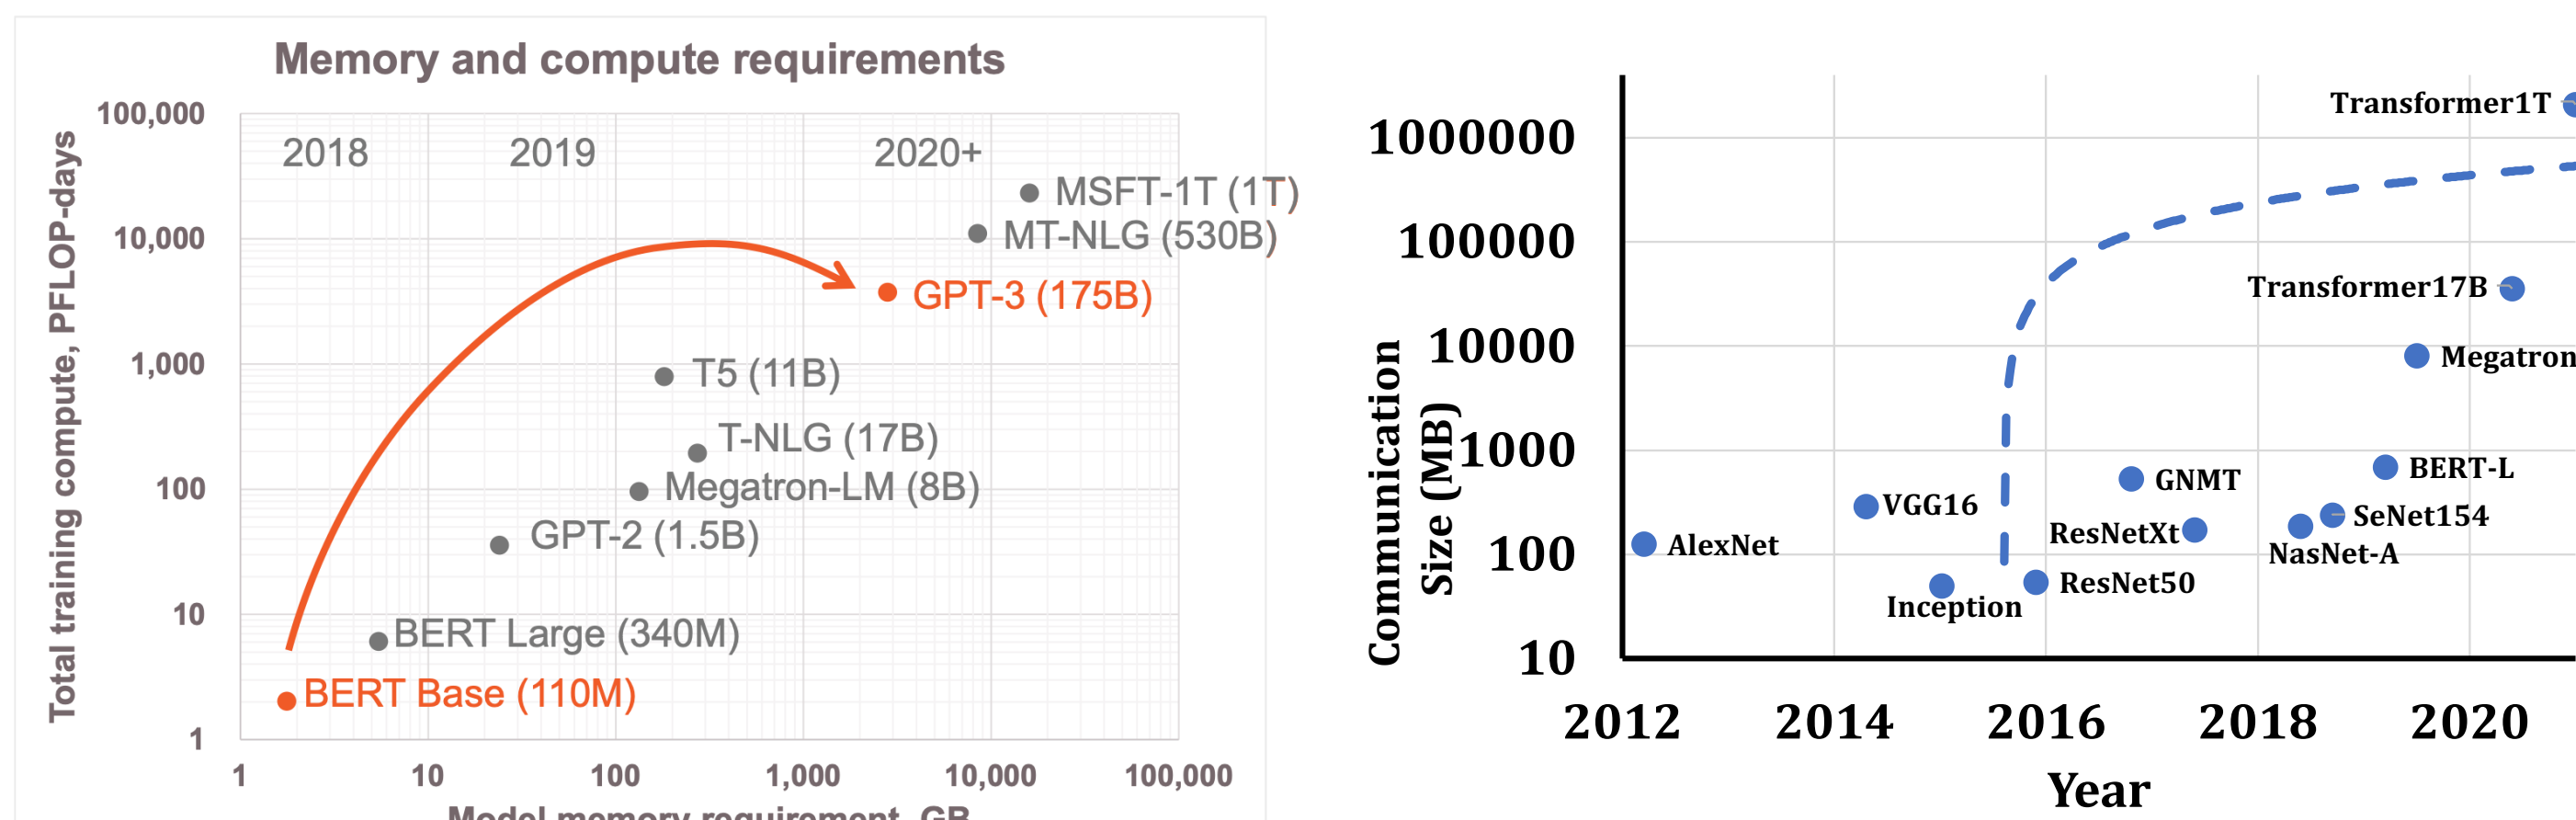 Memory and compute requirements
Total training compute, PFLOP-days
100,000
10,000
1,000
100
10
1
2018
2019
2020+
MSFT-1T (1T)
MT-NLG (530B)
GPT-3 (175B)
T5 (11B)
T-NLG (17B)
Megatron-LM (8B)
GPT-2 (1.5B)
BERT Large (340M)
BERT Base (110M)
1
10
100
1,000
10,000
100,000
Model memory requirement, GB
Communication
Size (MB)
1000000
100000
10000
1000
100
10
Transformer1T
Transformer17B
Megatron
BERT-L
GNMT
VGG16
SeNet154
ResNetXt
AlexNet
NasNet-A
ResNet50
Inception
2012
2014
2016
2018
2020
Year